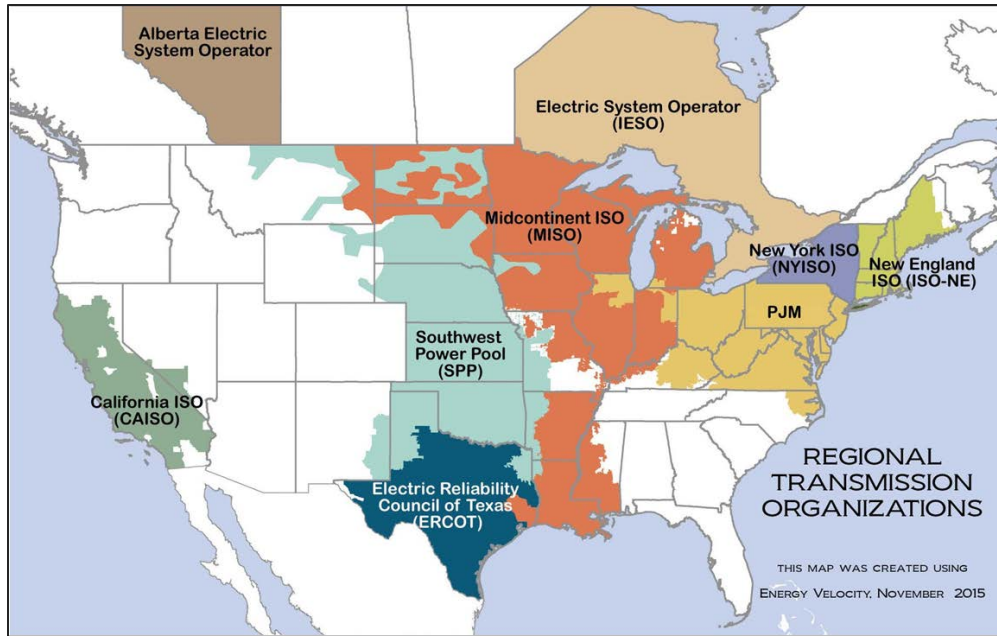 Alberta Electric
System Operator
Electric System Operator
(IESO)
Midcontinent ISO
(MISO)
New York ISO
(NYISO)
New England
ISO (ISO-NE)
PJM
Southwest
Power Pool
(SPP)
California ISO
(CAISO)
Electric Reliability
Council of Texas
(ERCOT)
REGIONAL
TRANSMISSION
ORGANIZATIONS
THIS MAP WAS CREATED USING
ENERGY VELOCITY, NOVEMBER 2015